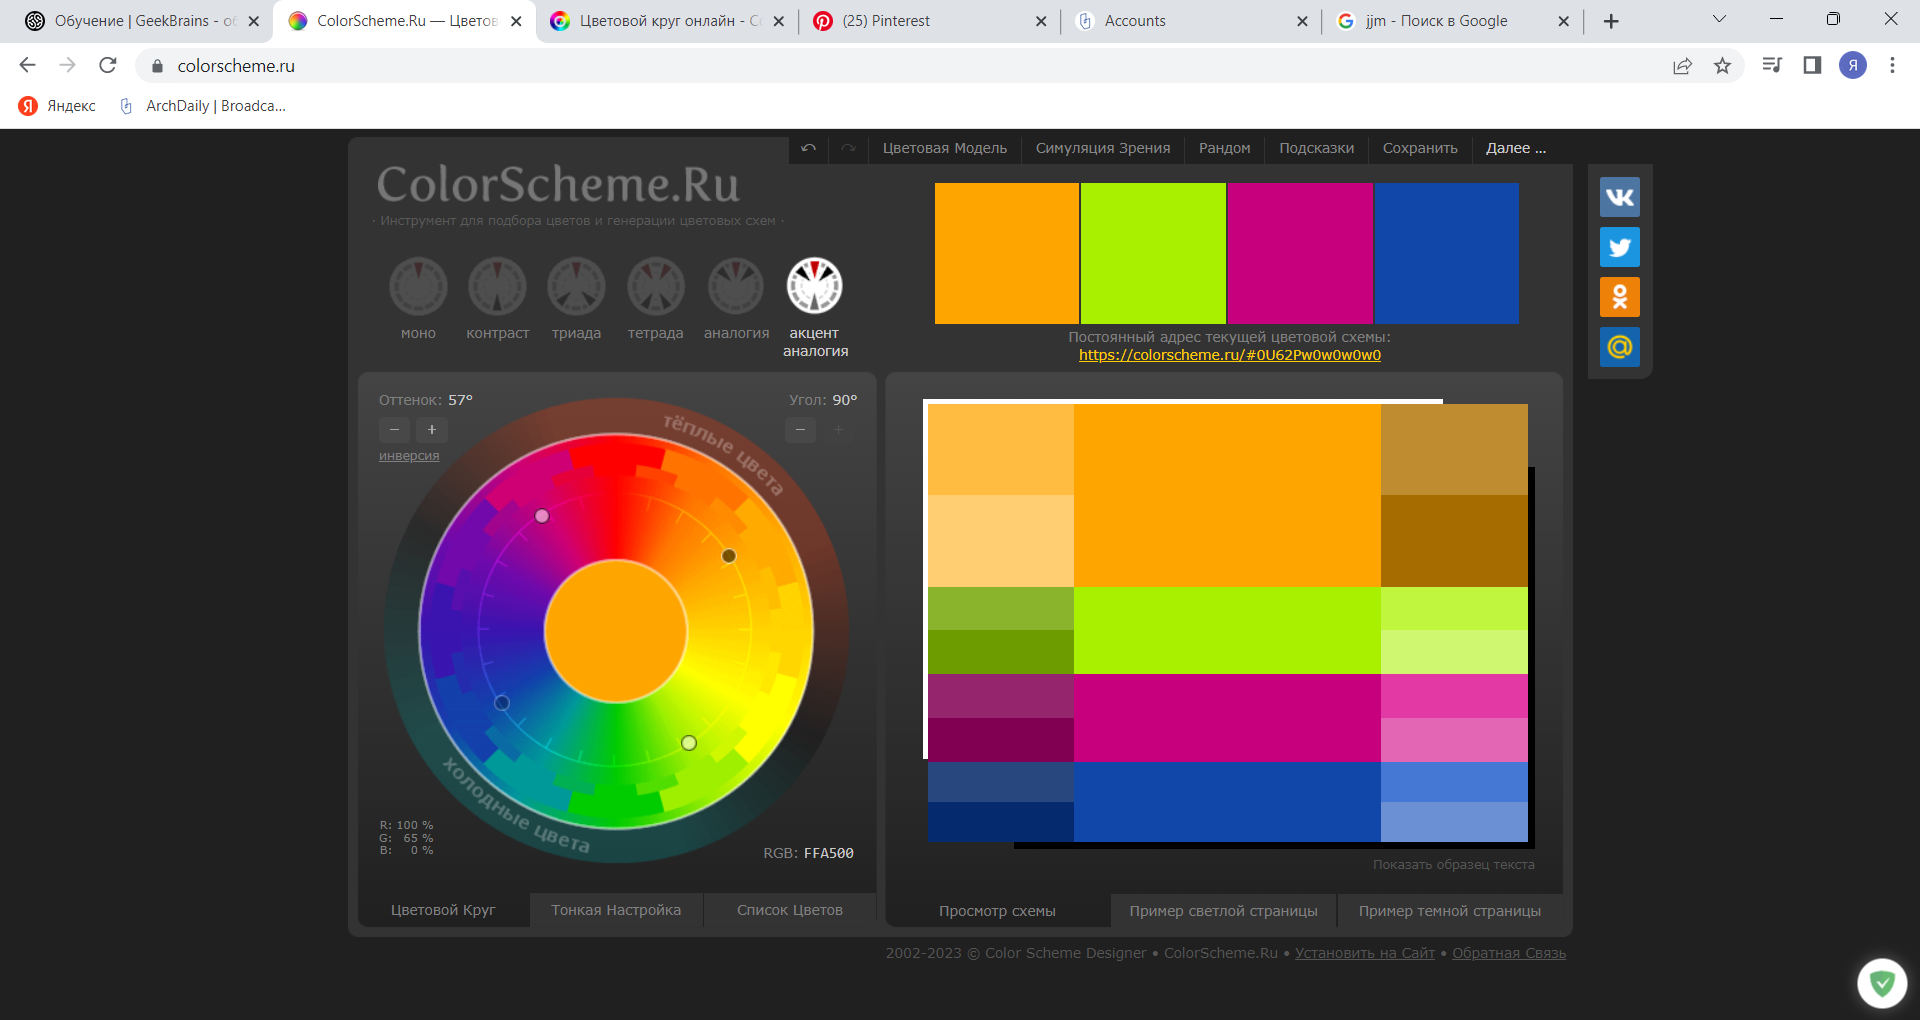 Обучение | GeekBrains - об
ColorScheme.Ru — Цветов
Цветовой круг онлайн - Co
(25) Pinterest
Accounts
jjm - Поиск в Google
colorscheme.ru
Я
Я Яндекс
ArchDaily | Broadca...
Цветовая Модель
Симуляция Зрения
Рандом
Подсказки
Сохранить
Далее ...
ColorScheme.Ru
· Инструмент для подбора цветов и генерации цветовых схем ·
моно
контраст
триада
тетрада
аналогия
акцент
аналогия
Постоянный адрес текущей цветовой схемы:
https://colorscheme.ru/#0U62Pw0w0w0w0
Оттенок: 57°
Угол: 90°
− +
− +
инверсия
тёплые цвета
холодные цвета
R: 100 %
G: 65 %
B: 0 %
RGB: FFA500
Показать образец текста
Цветовой Круг
Тонкая Настройка
Список Цветов
Просмотр схемы
Пример светлой страницы
Пример темной страницы
2002-2023 © Color Scheme Designer • ColorScheme.Ru • Установить на Сайт • Обратная Связь